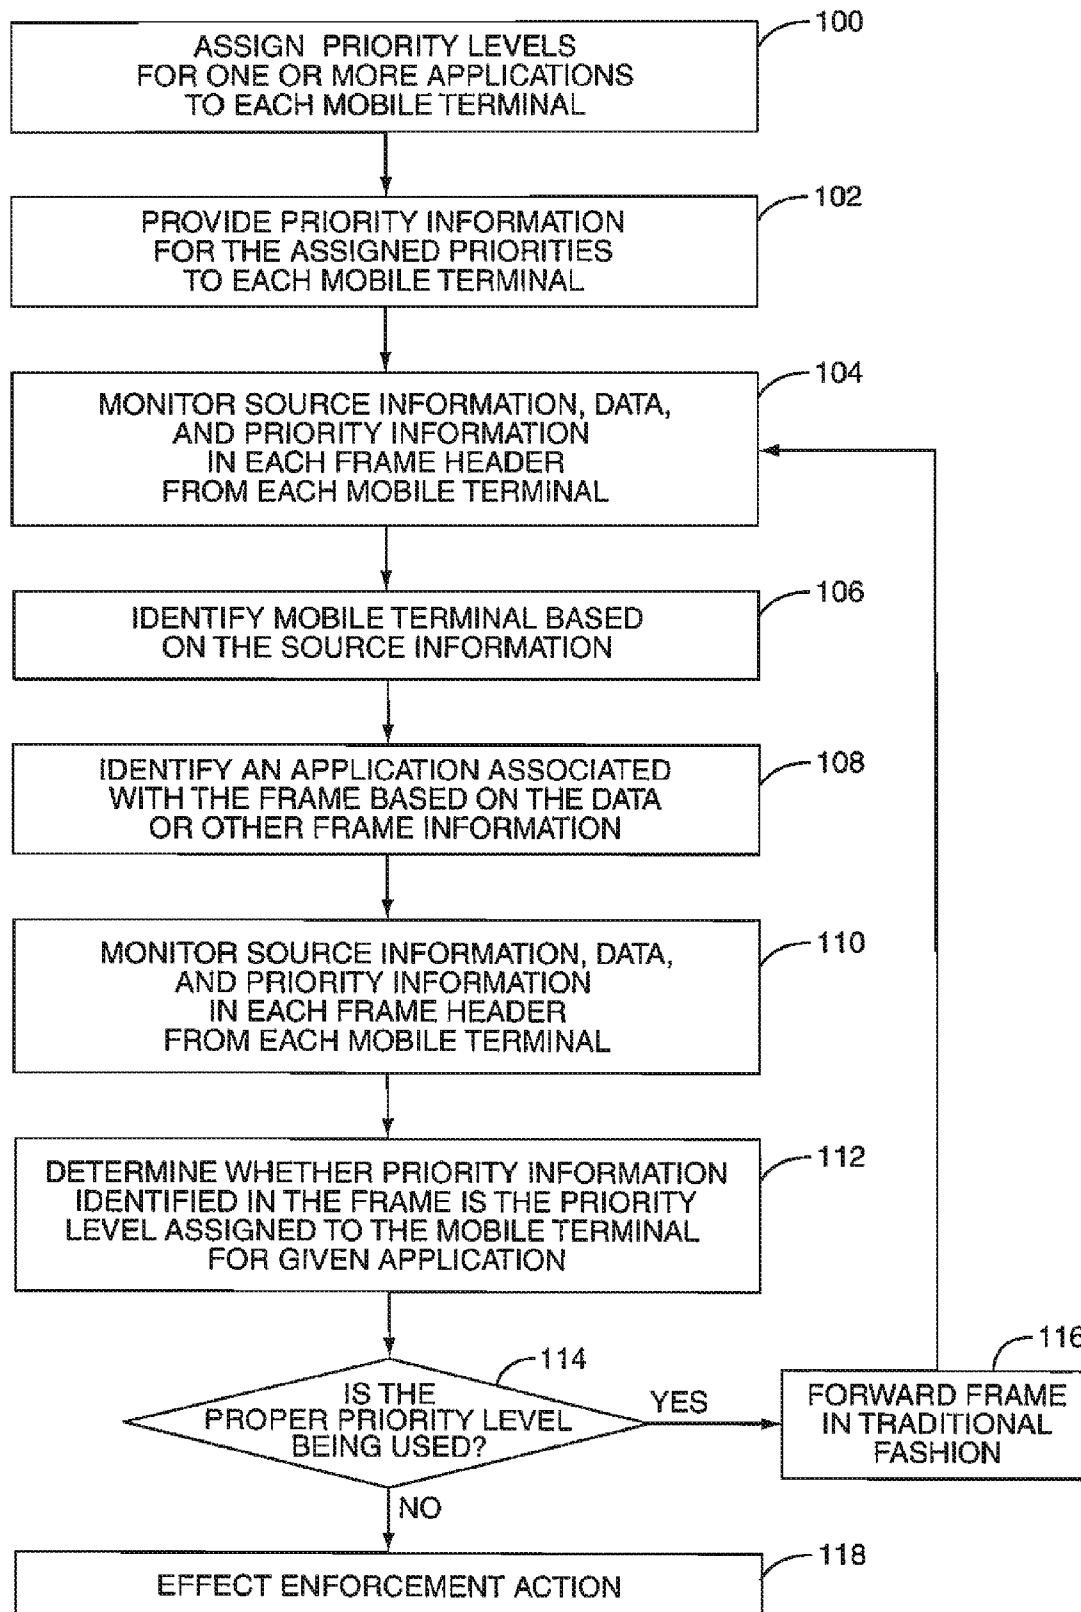 100
ASSIGN PRIORITY LEVELS
FOR ONE OR MORE APPLICATIONS
TO EACH MOBILE TERMINAL
102
PROVIDE PRIORITY INFORMATION
FOR THE ASSIGNED PRIORITIES
TO EACH MOBILE TERMINAL
104
MONITOR SOURCE INFORMATION, DATA,
AND PRIORITY INFORMATION
IN EACH FRAME HEADER
FROM EACH MOBILE TERMINAL
106
IDENTIFY MOBILE TERMINAL BASED
ON THE SOURCE INFORMATION
108
IDENTIFY AN APPLICATION ASSOCIATED
WITH THE FRAME BASED ON THE DATA
OR OTHER FRAME INFORMATION
110
MONITOR SOURCE INFORMATION, DATA,
AND PRIORITY INFORMATION
IN EACH FRAME HEADER
FROM EACH MOBILE TERMINAL
112
DETERMINE WHETHER PRIORITY INFORMATION
IDENTIFIED IN THE FRAME IS THE PRIORITY
LEVEL ASSIGNED TO THE MOBILE TERMINAL
FOR GIVEN APPLICATION
114
IS THE
PROPER PRIORITY LEVEL
BEING USED?
YES
116
FORWARD FRAME
IN TRADITIONAL
FASHION
NO
118
EFFECT ENFORCEMENT ACTION